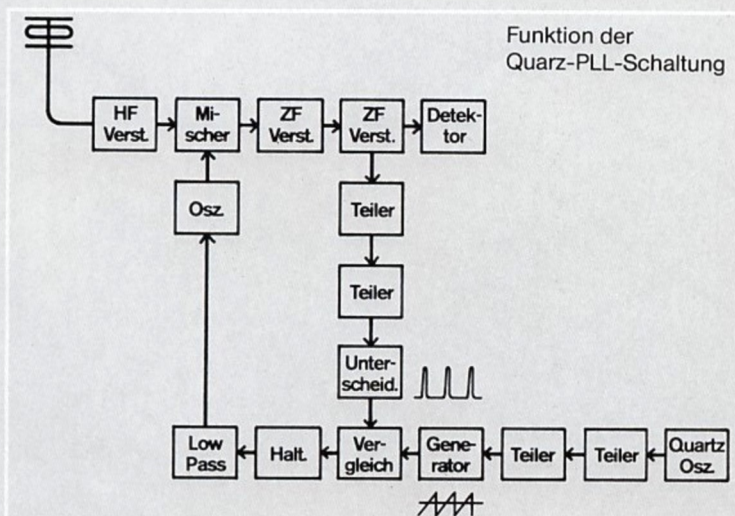 Funktion der
Quarz-PLL-Schaltung
HF
Verst.
Mi-
scher
ZF
Verst.
ZF
Verst.
Detek-
tor
Osz.
Teiler
Teiler
Unter-
scheid.
Low
Pass
Halt.
Ver-
gleich
Gene-
rator
Teiler
Teiler
Quartz
Osz.